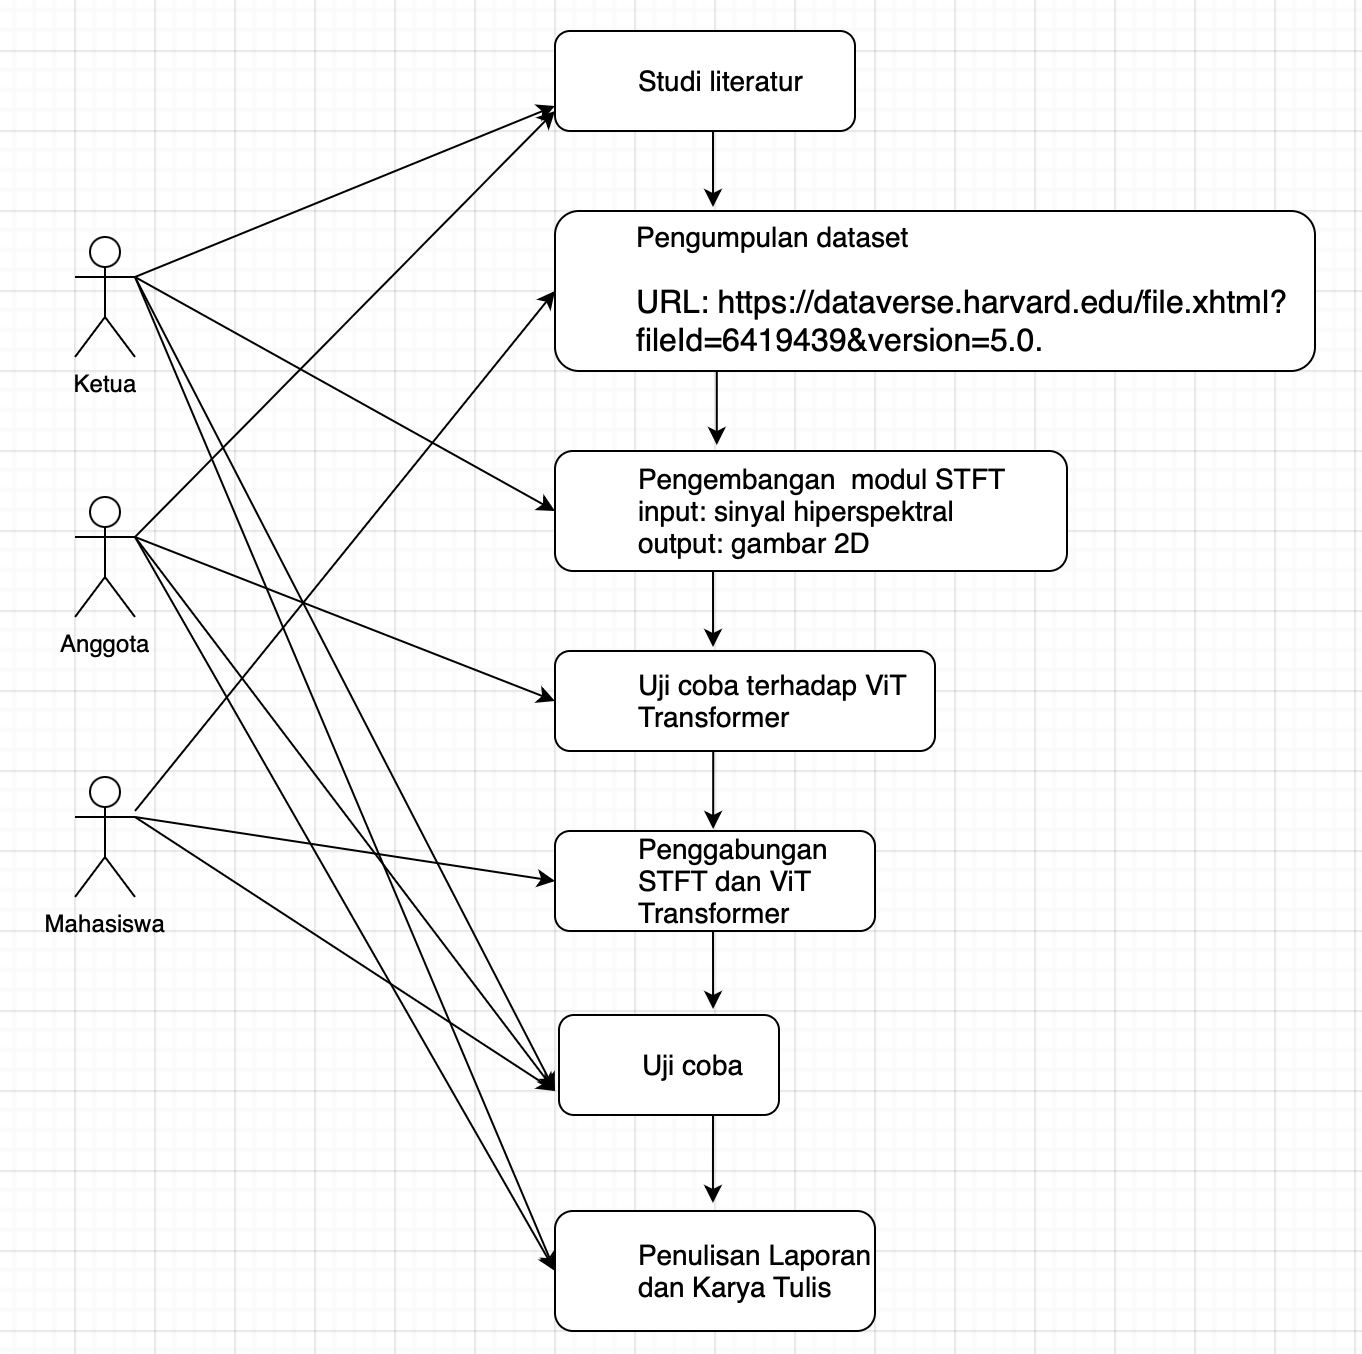 Studi literatur
Pengumpulan dataset
URL: https://dataverse.harvard.edu/file.xhtml?
fileId=6419439&version=5.0.
Ketua
Pengembangan  modul STFT
input: sinyal hiperspektral
output: gambar 2D
Anggota
Uji coba terhadap ViT
Transformer
Penggabungan
STFT dan ViT
Transformer
Mahasiswa
Uji coba
Penulisan Laporan
dan Karya Tulis